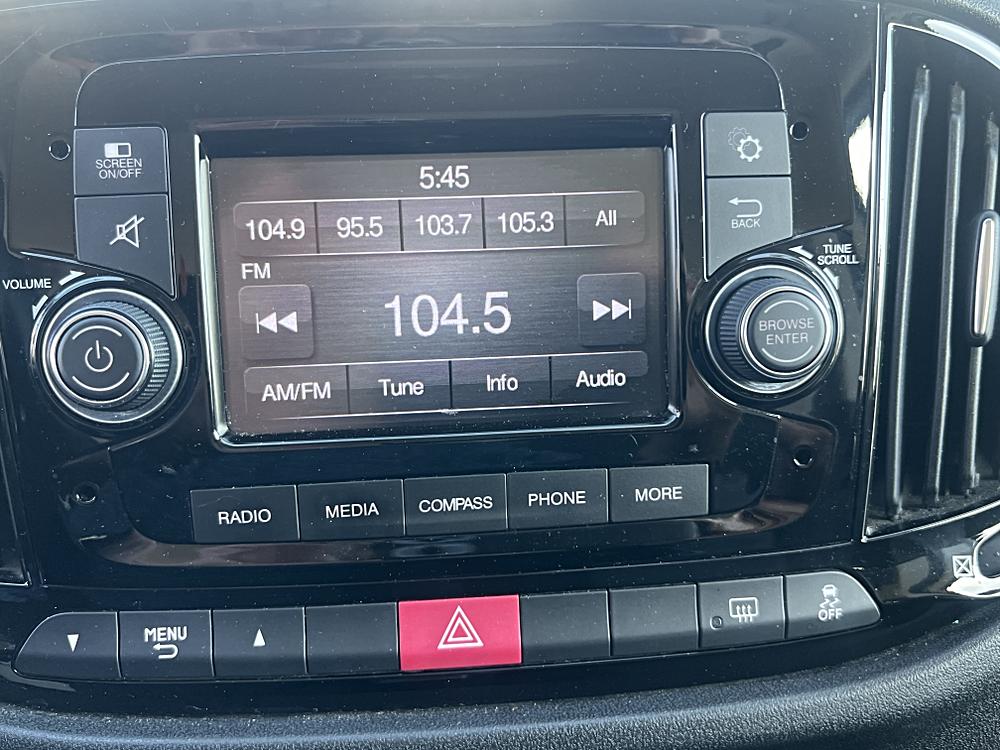 SCREEN
ON/OFF
VOLUME
5:45
104.9 95.5 103.7 105.3 All
FM
104.5
AM/FM Tune Info Audio
BACK
TUNE
SCROLL
BROWSE
ENTER
RADIO MEDIA COMPASS PHONE MORE
MENU
OFF